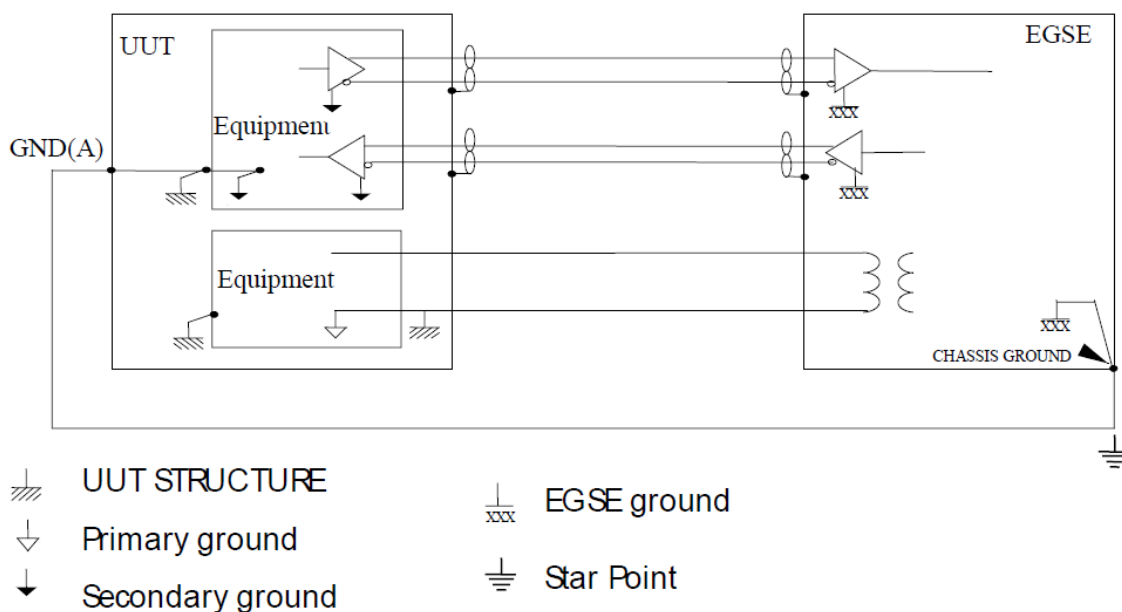 UUT
EGSE
Equipment
XXX
GND(A)
XXX
Equipment
XXX
CHASSIS GROUND
UUT STRUCTURE
EGSE ground
XXX
Primary ground
Star Point
Secondary ground